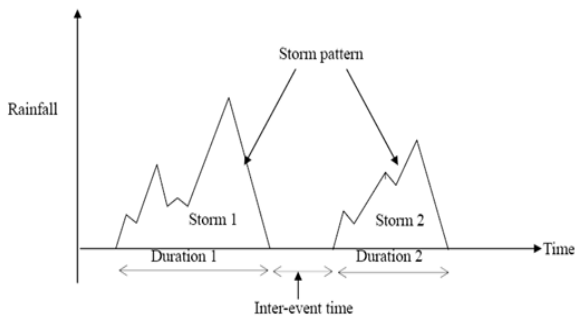 Storm pattern
Rainfall
Storm 1
Storm 2
Time
Duration 1
Duration 2
Inter-event time